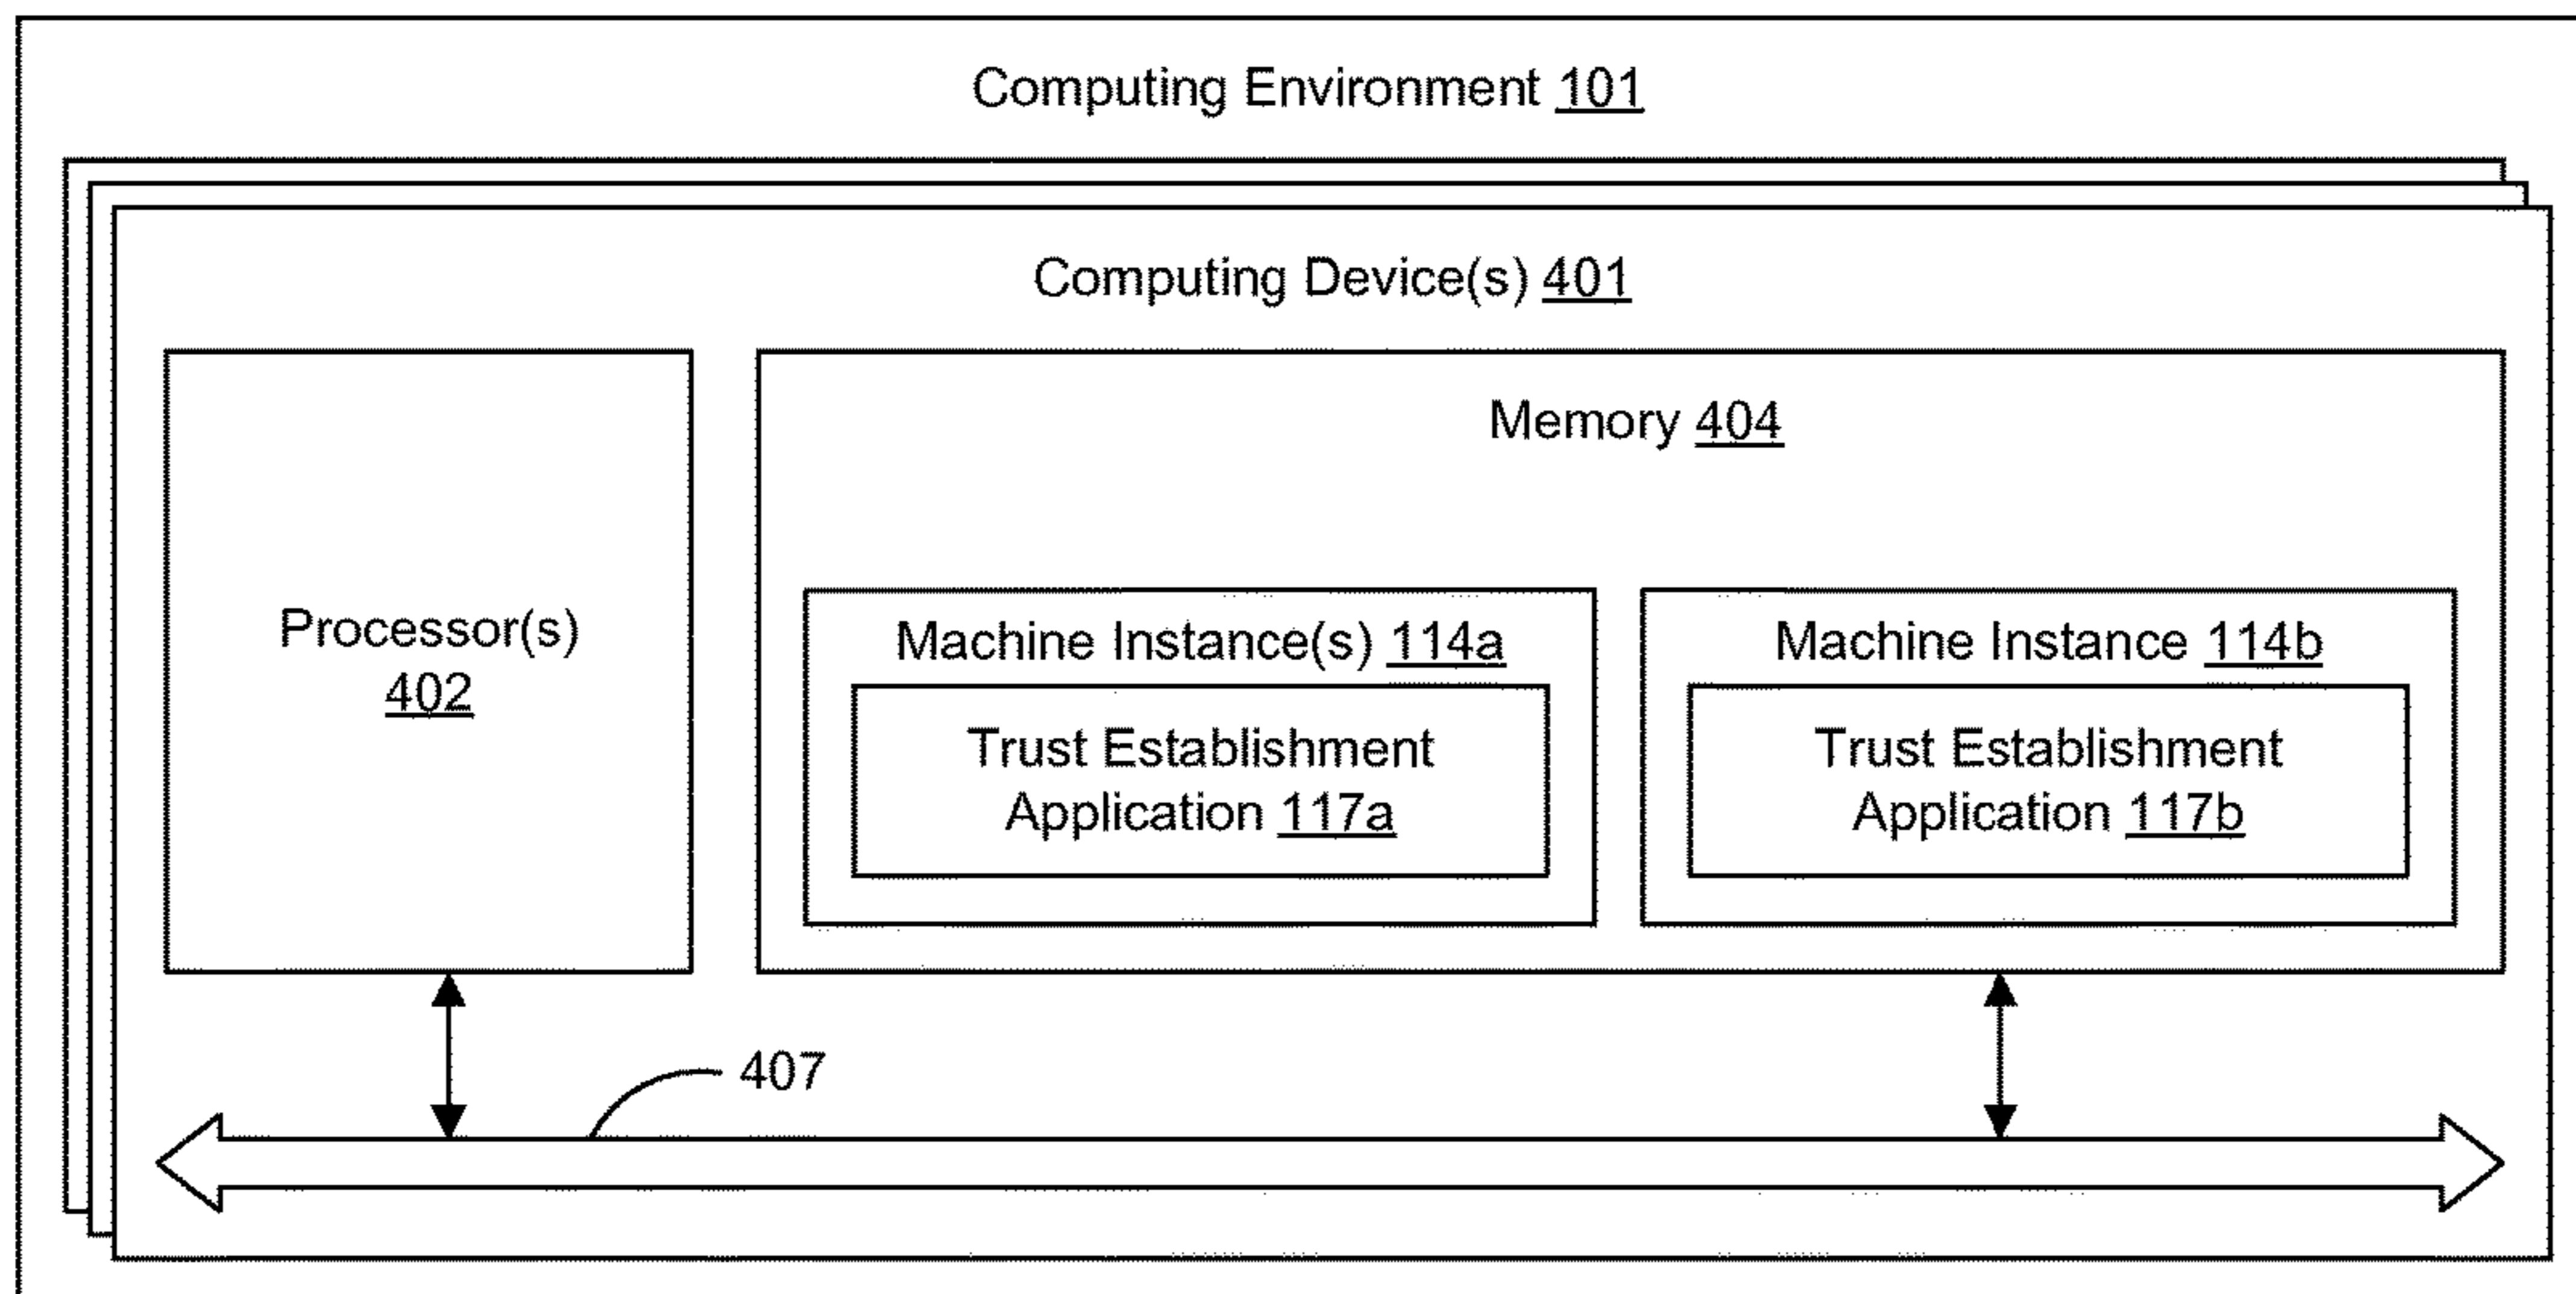 Computing Environment 101
Computing Device(s) 401
Processor(s)
402
Memory 404
Machine Instance(s) 114a
Trust Establishment
Application 117a
Machine Instance 114b
Trust Establishment
Application 117b
407